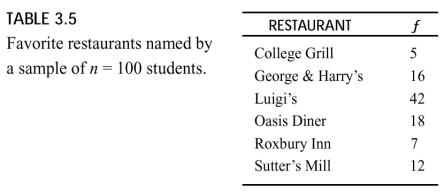 TABLE 3.5
Favorite restaurants named by
a sample of n = 100 students.
RESTAURANT f
College Grill 5
George & Harry's 16
Luigi's 42
Oasis Diner 18
Roxbury Inn 7
Sutter's Mill 12